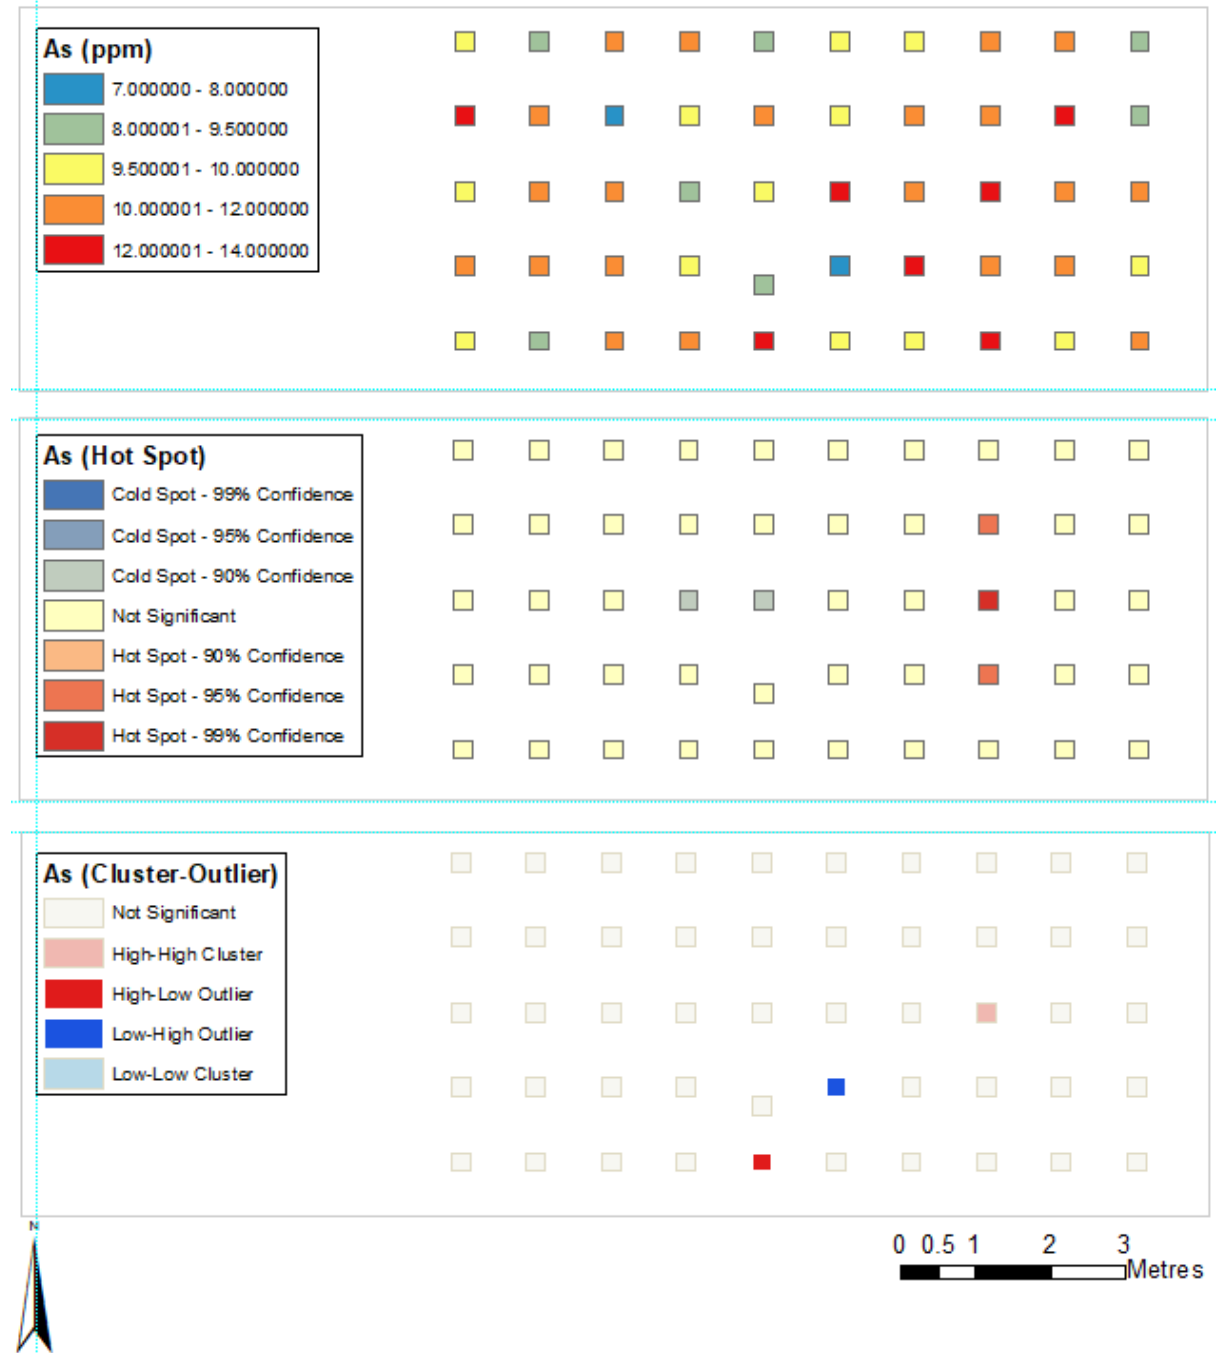 As (ppm)
7.000000 - 8.000000
8.000001 - 9.500000
9.500001 - 10.000000
10.000001 - 12.000000
12.000001 - 14.000000
As (Hot Spot)
Cold Spot - 99% Confidence
Cold Spot - 95% Confidence
Cold Spot - 90% Confidence
Not Significant
Hot Spot - 90% Confidence
Hot Spot - 95% Confidence
Hot Spot - 99% Confidence
As (Cluster-Outlier)
Not Significant
High-High Cluster
High-Low Outlier
Low-High Outlier
Low-Low Cluster
N
0 0.5 1 2 3
Metres